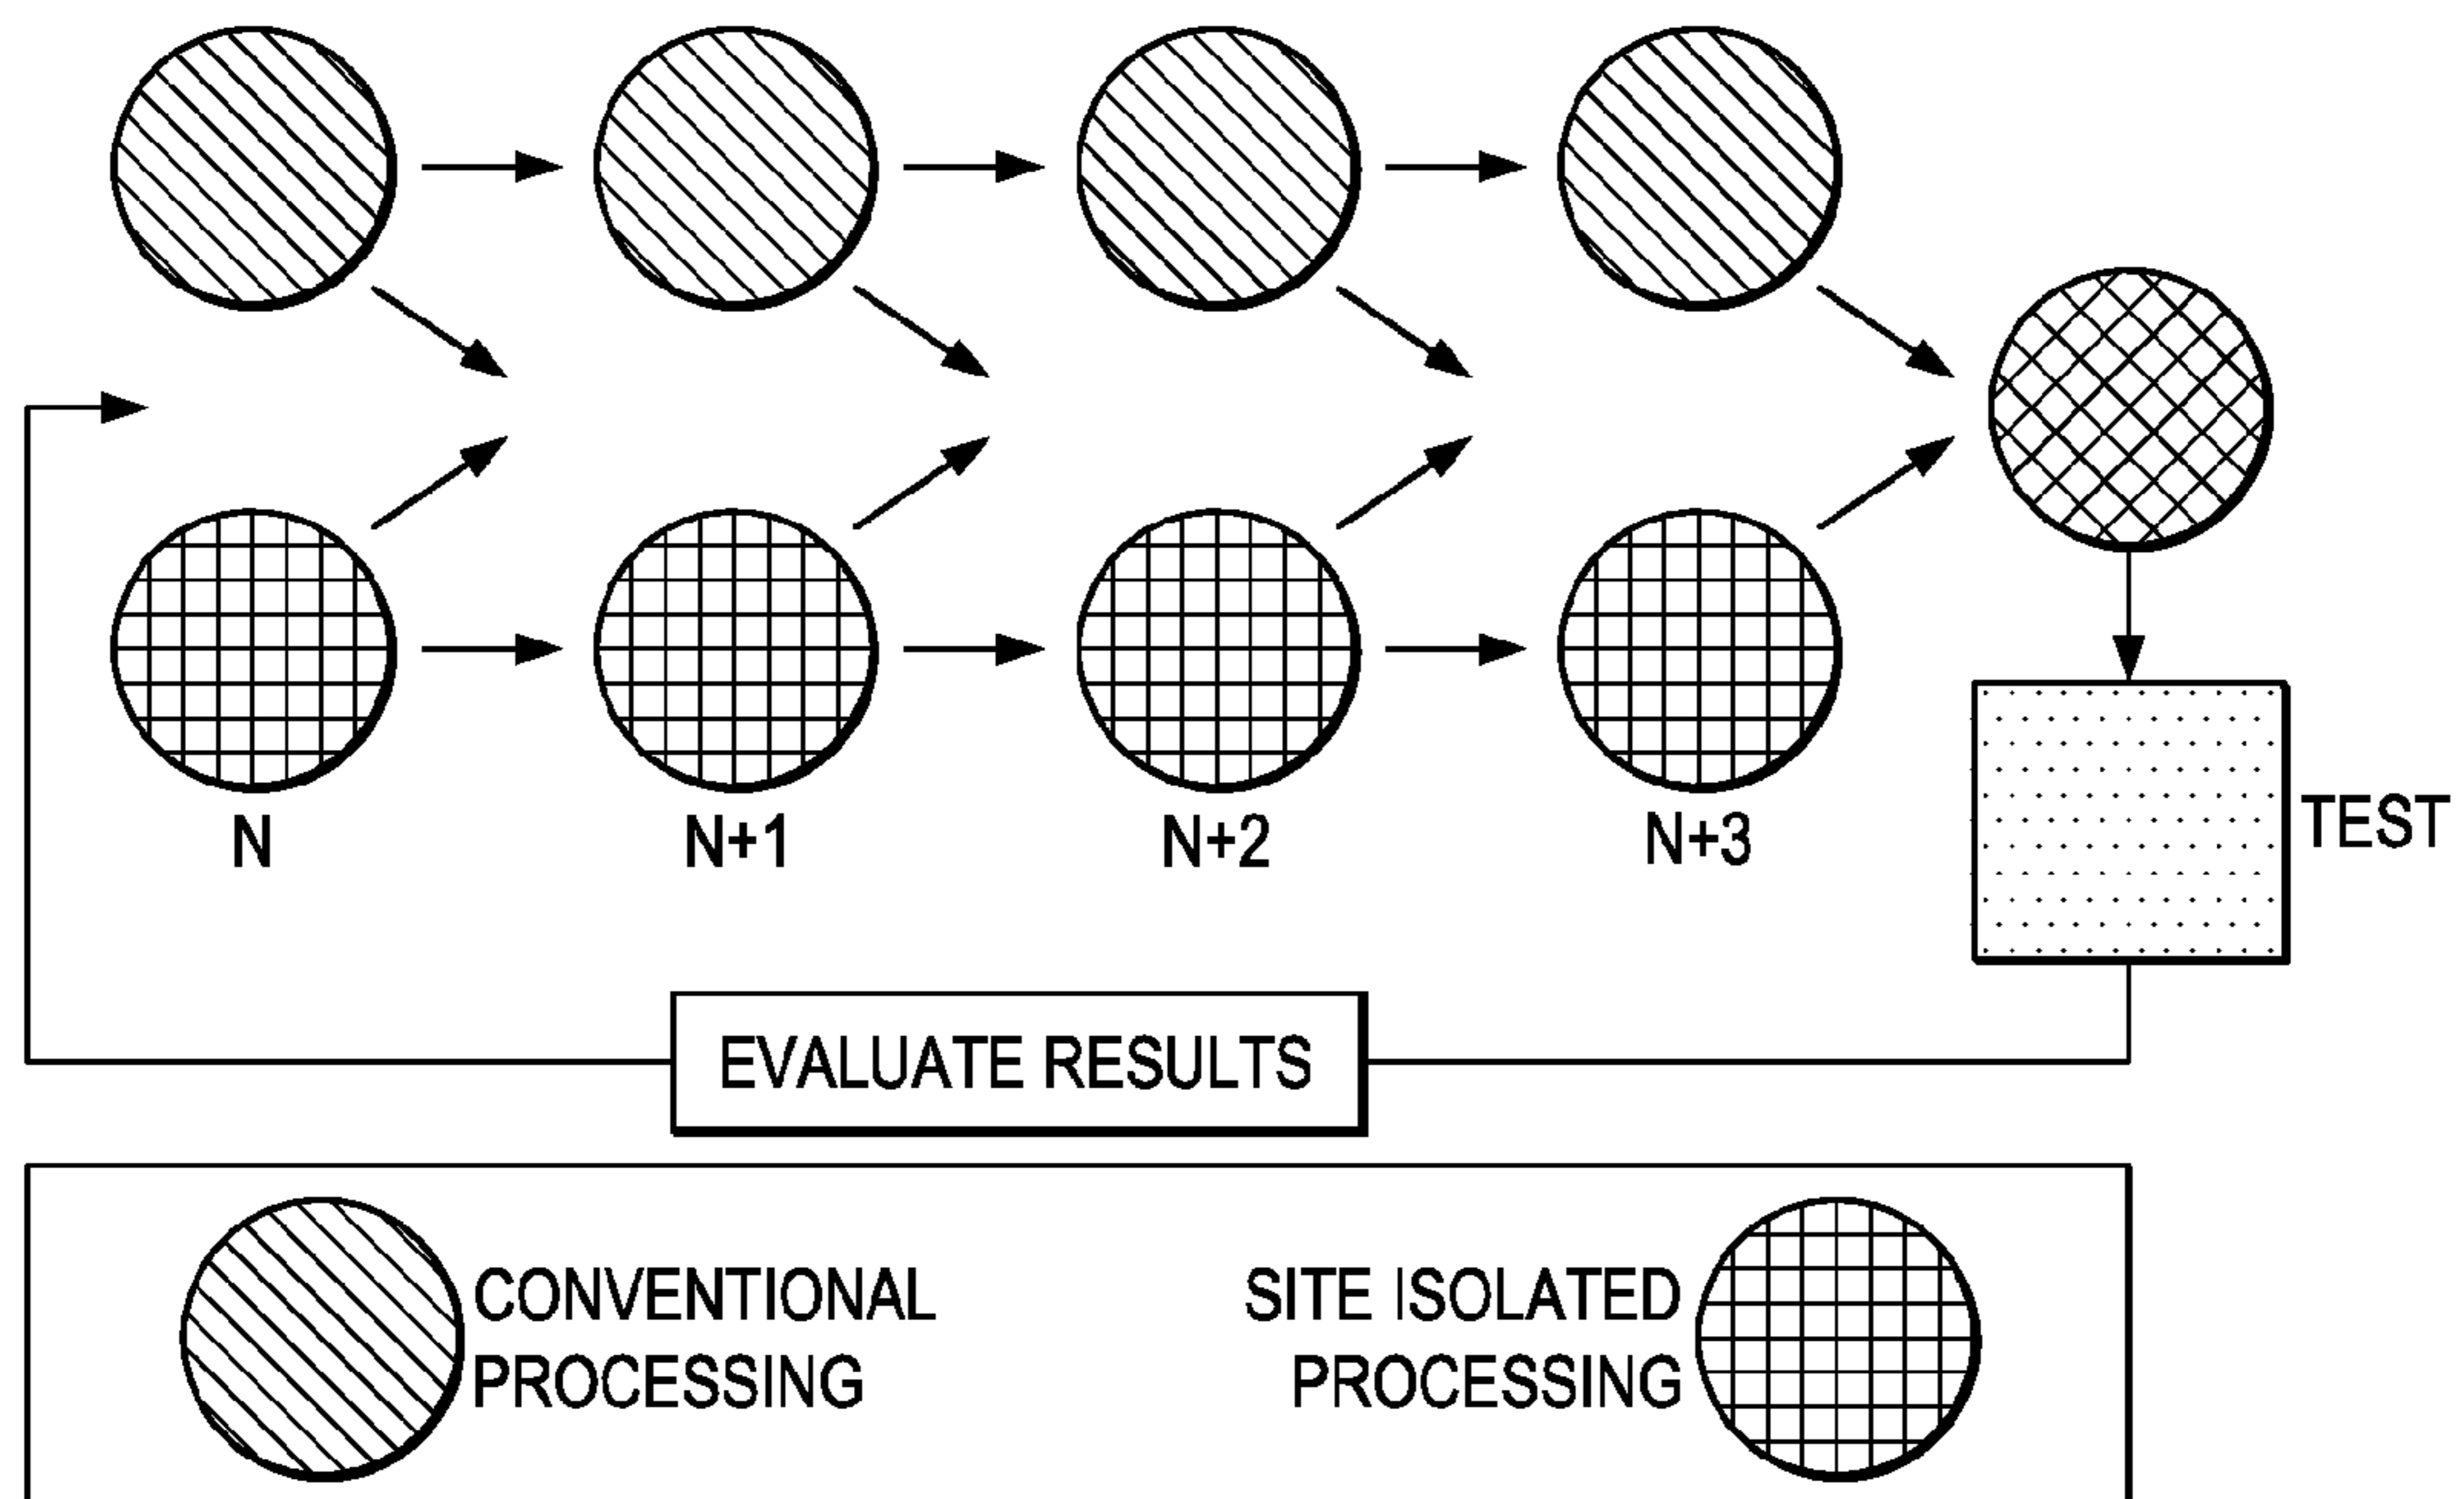 N
N+1
N+2
N+3
TEST
EVALUATE RESULTS
CONVENTIONAL
PROCESSING
SITE ISOLATED
PROCESSING